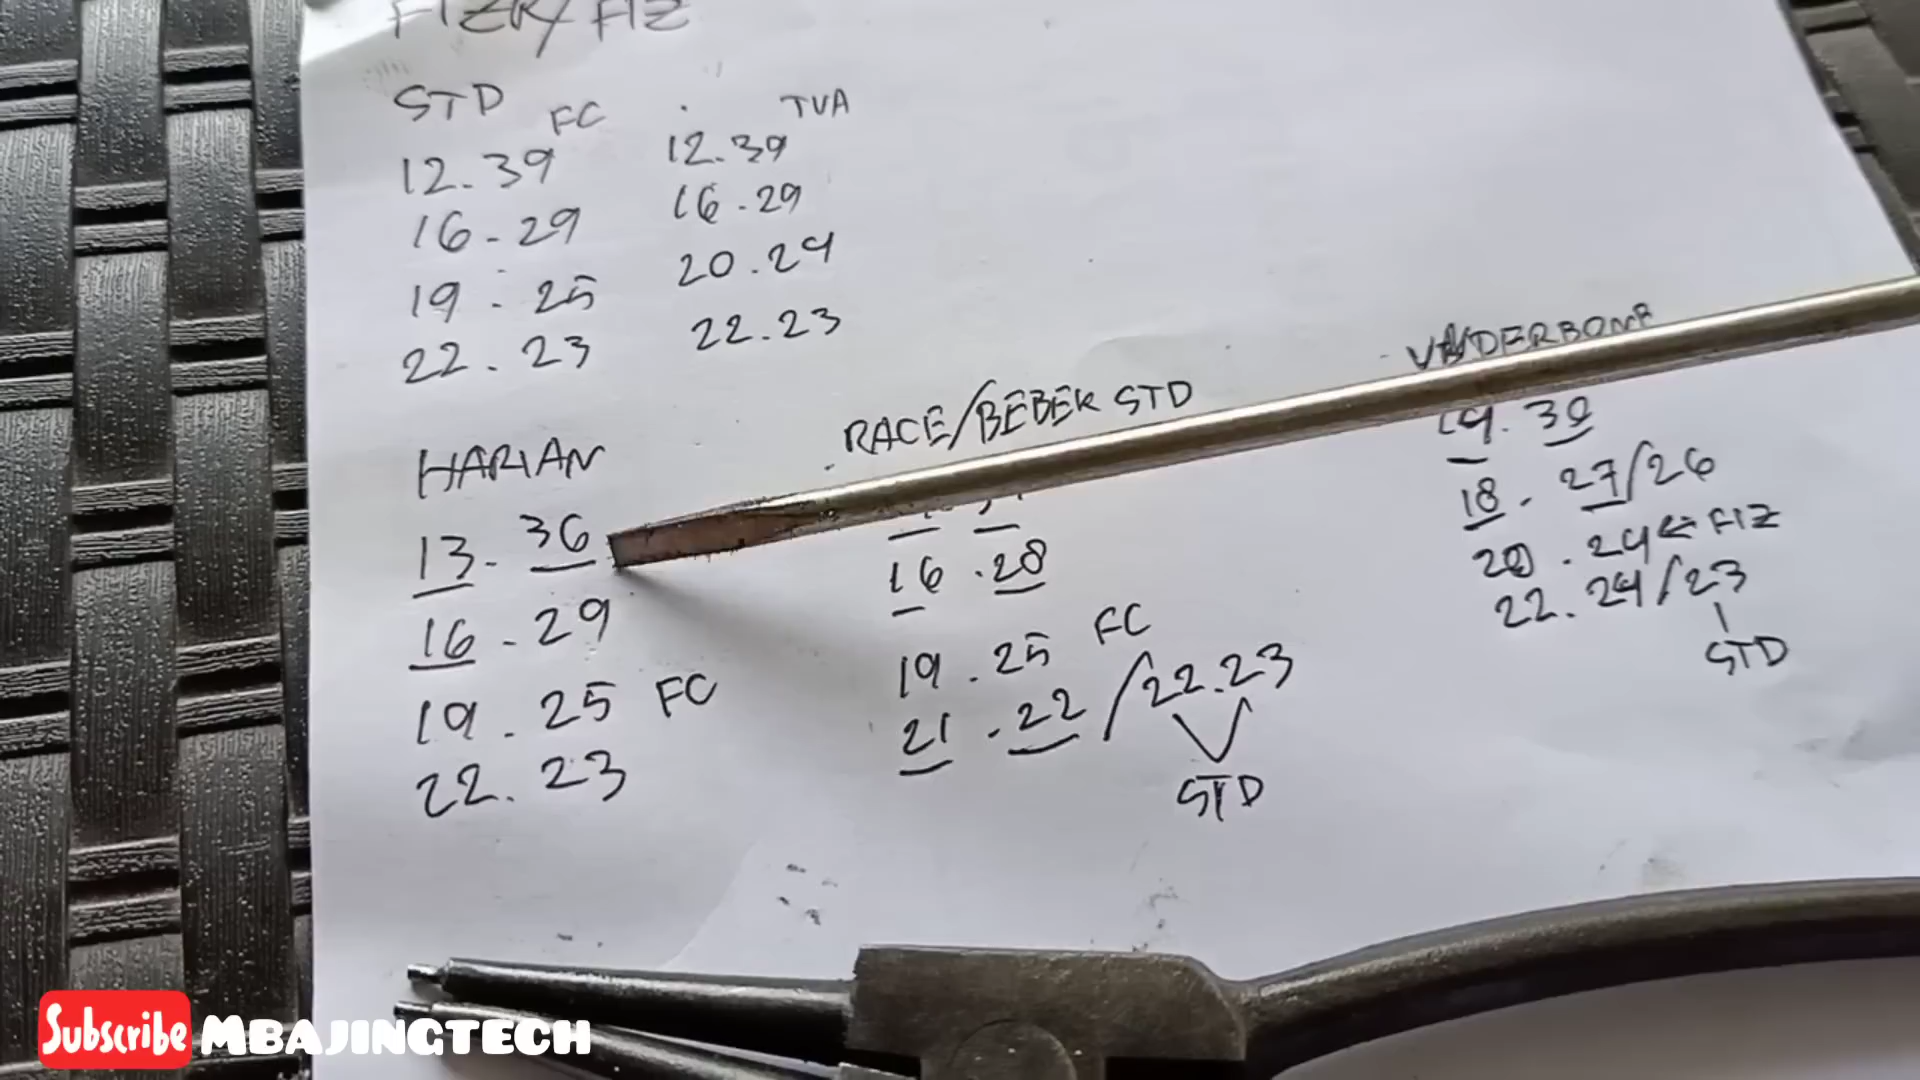 FIZR/FIZ
STD FC
12.39
16-29
19.25
22.23
TVA
12.39
16.29
20.24
22.23
HARIAN
13-36
16-29
19.25 FC
22.23
RACE/BEBEK STD
16.28
19.25 FC
21.22/22.23
STD
18.27/26
20.24←FIZ
22.24/23
STD
Subscribe MBAJINGTECH